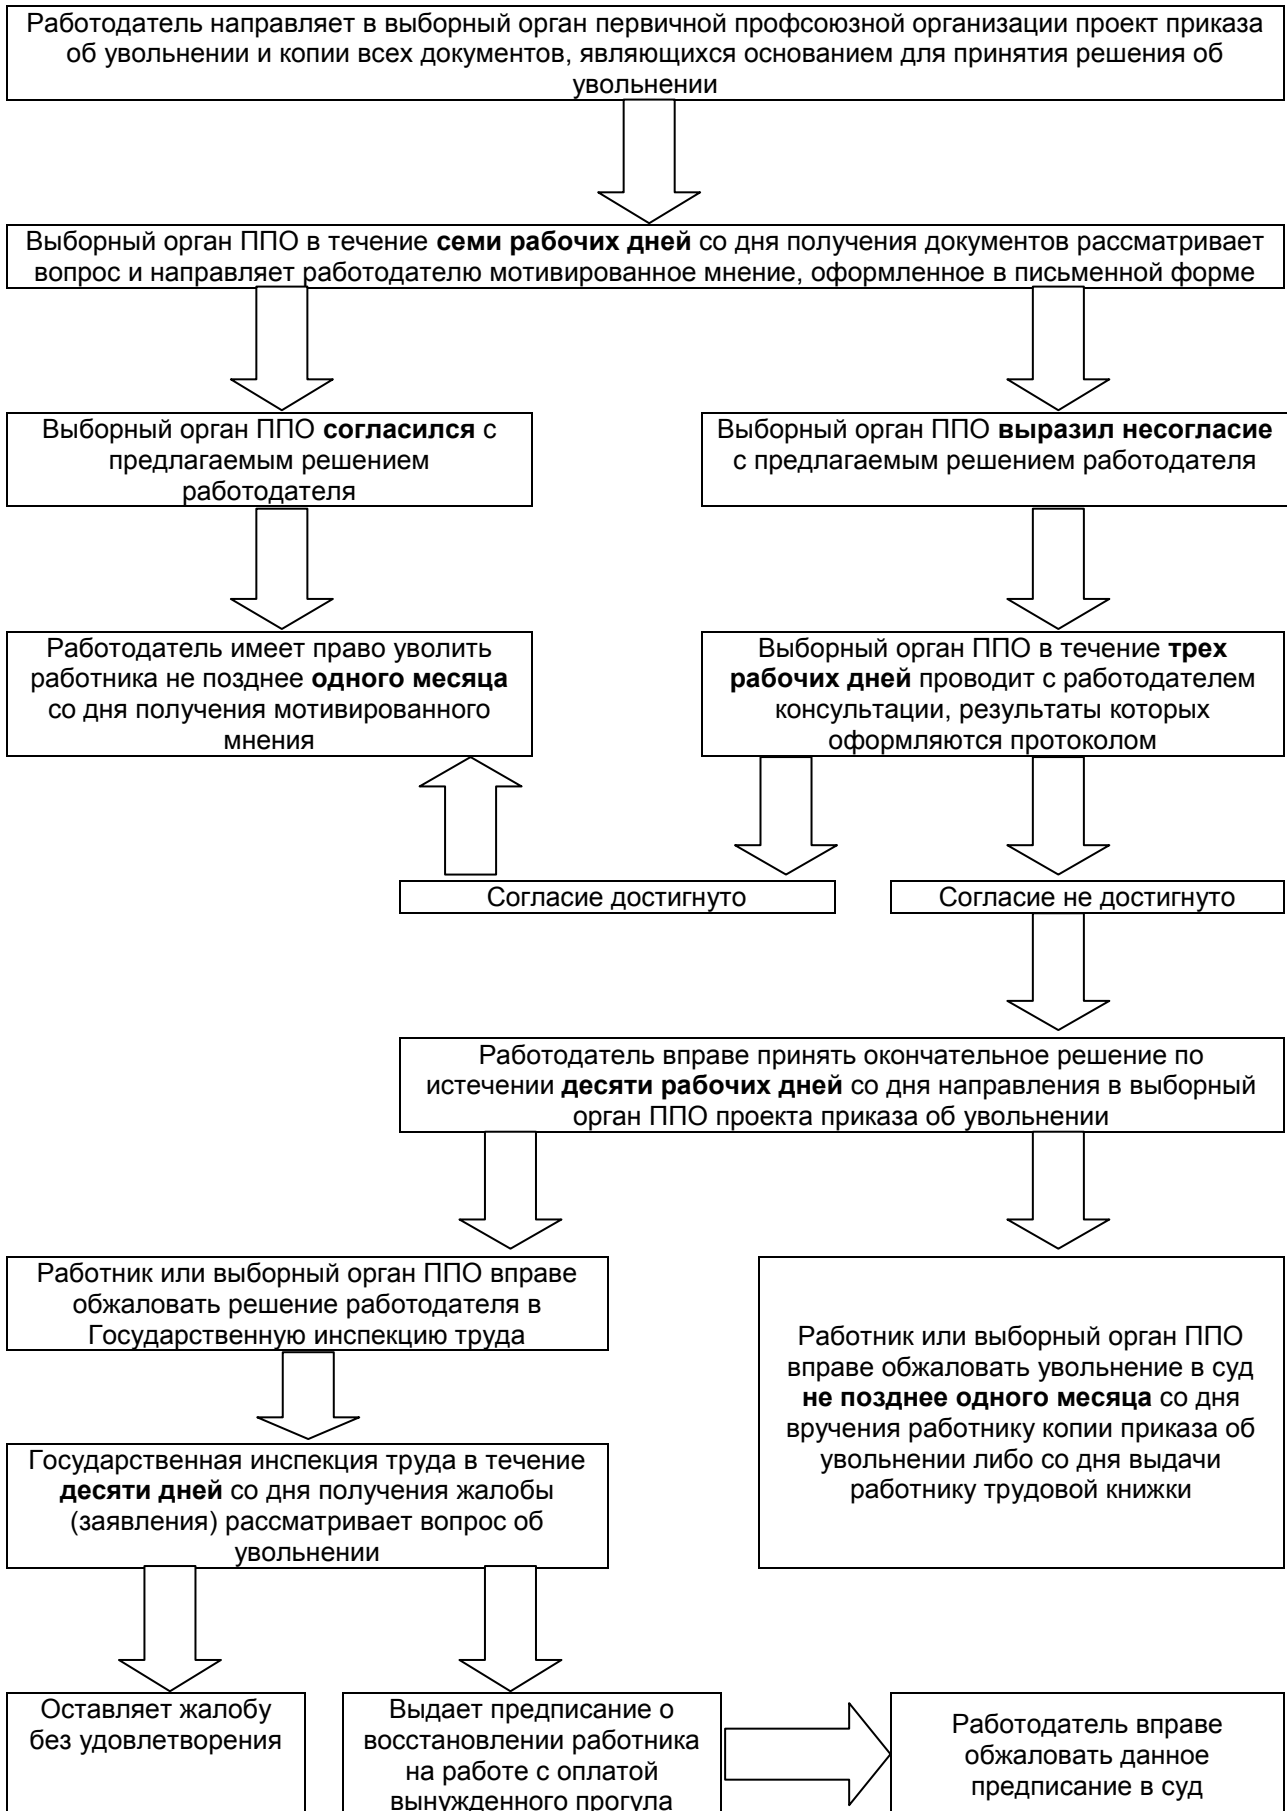 Работодатель направляет в выборный орган первичной профсоюзной организации проект приказа
об увольнении и копии всех документов, являющихся основанием для принятия решения об
увольнении
Выборный орган ППО в течение семи рабочих дней со дня получения документов рассматривает
вопрос и направляет работодателю мотивированное мнение, оформленное в письменной форме
Выборный орган ППО согласился с
предлагаемым решением
работодателя
Выборный орган ППО выразил несогласие
с предлагаемым решением работодателя
Работодатель имеет право уволить
работника не позднее одного месяца
со дня получения мотивированного
мнения
Выборный орган ППО в течение трех
рабочих дней проводит с работодателем
консультации, результаты которых
оформляются протоколом
Согласие достигнуто
Согласие не достигнуто
Работодатель вправе принять окончательное решение по
истечении десяти рабочих дней со дня направления в выборный
орган ППО проекта приказа об увольнении
Работник или выборный орган ППО вправе
обжаловать решение работодателя в
Государственную инспекцию труда
Работник или выборный орган ППО
вправе обжаловать увольнение в суд
не позднее одного месяца со дня
вручения работнику копии приказа об
увольнении либо со дня выдачи
работнику трудовой книжки
Государственная инспекция труда в течение
десяти дней со дня получения жалобы
(заявления) рассматривает вопрос об
увольнении
Оставляет жалобу
без удовлетворения
Выдает предписание о
восстановлении работника
на работе с оплатой
вынужденного прогула
Работодатель вправе
обжаловать данное
предписание в суд